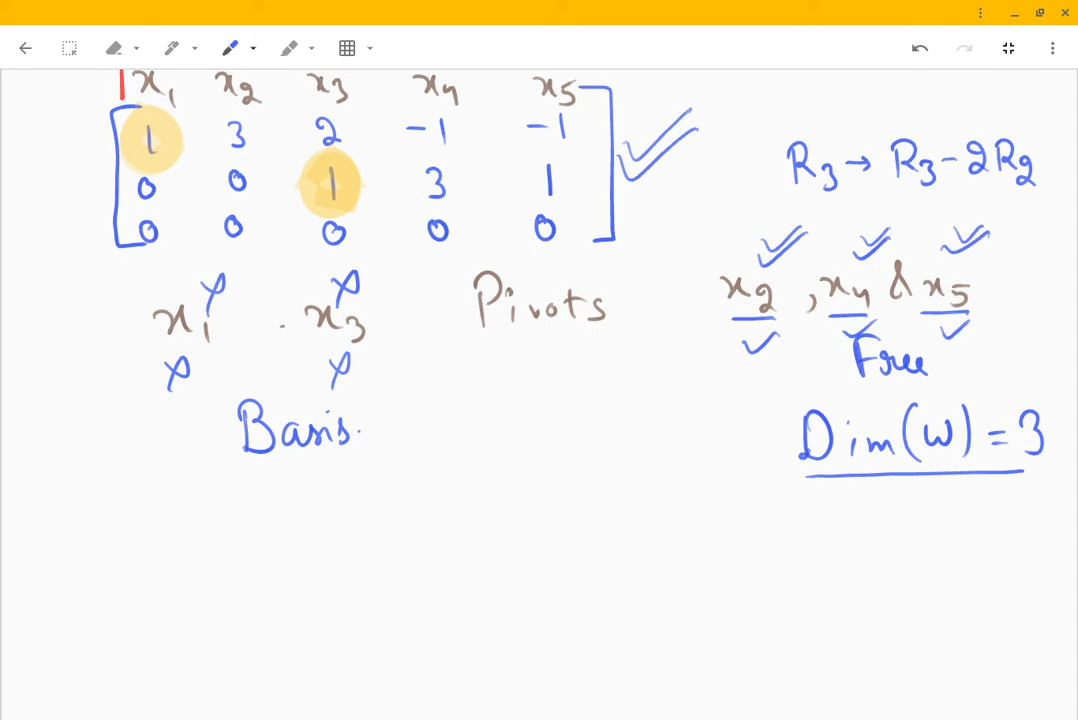 x1 x2 x3 x4 x5
1 3 2 -1 -1
0 0 1 3 1
0 0 0 0 0
R3 → R3 - 2R2
x1 . x3 Pivots
x2 , x4 & x5
Free
Basis.
Dim(W) = 3